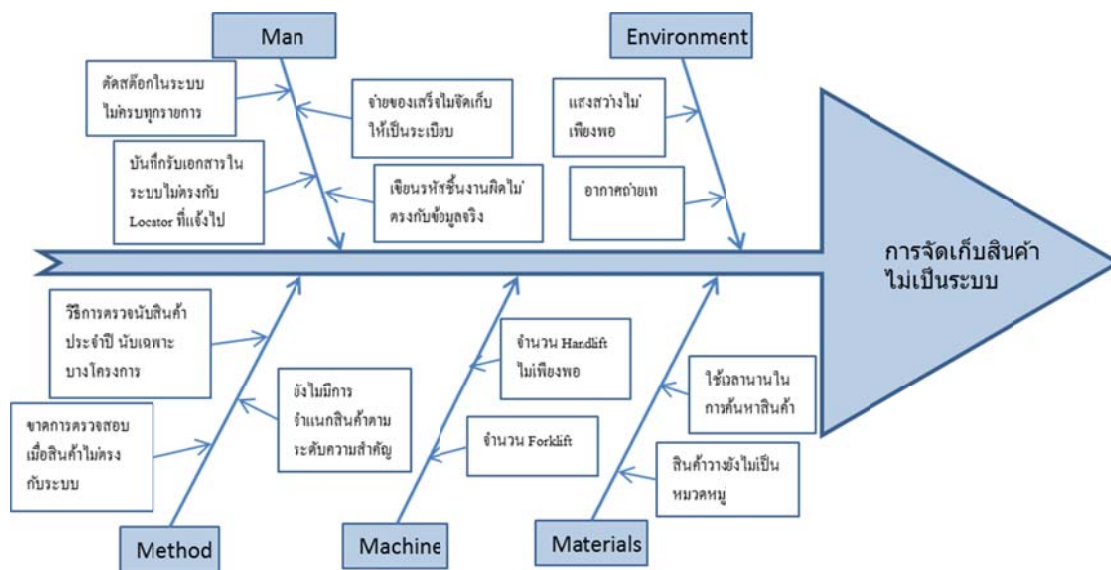 Man
Environment
ตัดสต๊อกในระบบ
ไม่ครบทุกรายการ
จ่ายของเสร็จไม่จัดเก็บ
ให้เป็นระเบียบ
แสงสว่างไม่
เพียงพอ
บันทึกรับเอกสารใน
ระบบไม่ตรงกับ
Locator ที่แจ้งไป
เขียนรหัสชิ้นงานผิดไม่
ตรงกับข้อมูลจริง
อากาศถ่ายเท
การจัดเก็บสินค้า
ไม่เป็นระบบ
วิธีการตรวจนับสินค้า
ประจำปี นับเฉพาะ
บางโครงการ
จำนวน Handlift
ไม่เพียงพอ
ใช้เวลานานใน
การค้นหาสินค้า
ยังไม่มีการ
จำแนกสินค้าตาม
ระดับความสำคัญ
ขาดการตรวจสอบ
เมื่อสินค้าไม่ตรง
กับระบบ
จำนวน Forklift
สินค้าวางยังไม่เป็น
หมวดหมู่
Method
Machine
Materials